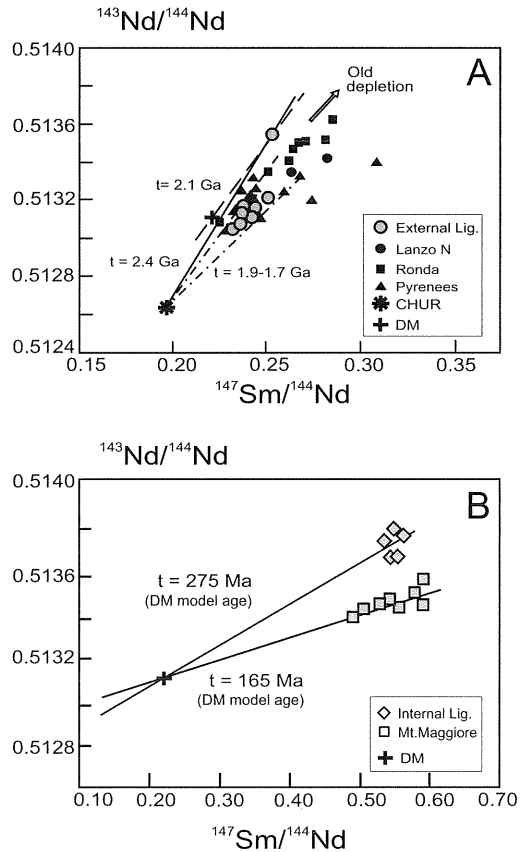 ¹⁴³Nd/¹⁴⁴Nd
0.5140
A
Old
depletion
0.5136
t= 2.1 Ga
0.5132
t = 2.4 Ga
t = 1.9-1.7 Ga
External Lig.
Lanzo N
Ronda
Pyrenees
CHUR
DM
0.5128
0.5124
0.15 0.20 0.25 0.30 0.35
¹⁴⁷Sm/¹⁴⁴Nd
¹⁴³Nd/¹⁴⁴Nd
0.5140
B
0.5136
t = 275 Ma
(DM model age)
0.5132
t = 165 Ma
(DM model age)
Internal Lig.
Mt.Maggiore
DM
0.5128
0.10 0.20 0.30 0.40 0.50 0.60 0.70
¹⁴⁷Sm/¹⁴⁴Nd